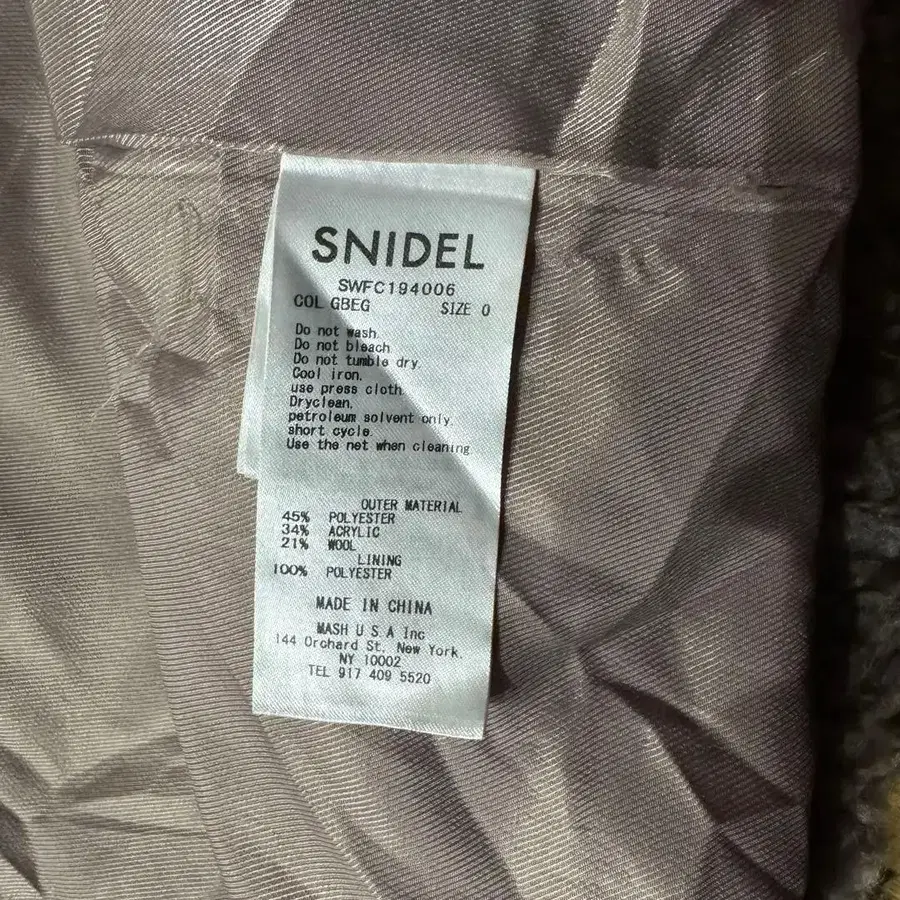 SNIDEL
SWFC194006
COL GBEG SIZE 0
Do not wash.
Do not bleach.
Do not tumble dry.
Cool iron.
use press cloth.
Dryclean,
petroleum solvent only.
short cycle.
Use the net when cleaning
OUTER MATERIAL
45% POLYESTER
34% ACRYLIC
21% WOOL
LINING
100% POLYESTER
MADE IN CHINA
MASH U S A Inc
144 Orchard St, New York,
NY 10002
TEL 917 409 5520